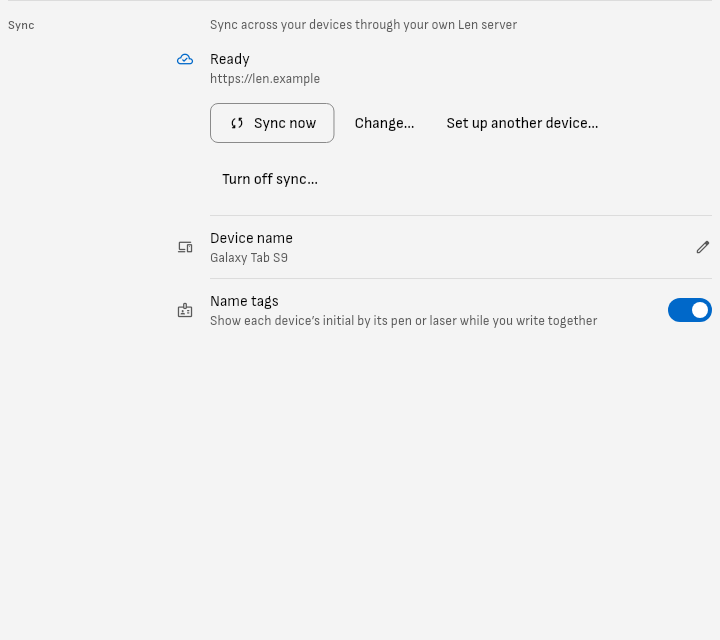 Sync
Sync across your devices through your own Len server
Ready
https://len.example
Sync now
Change...
Set up another device...
Turn off sync...
Device name
Galaxy Tab S9
Name tags
Show each device’s initial by its pen or laser while you write together